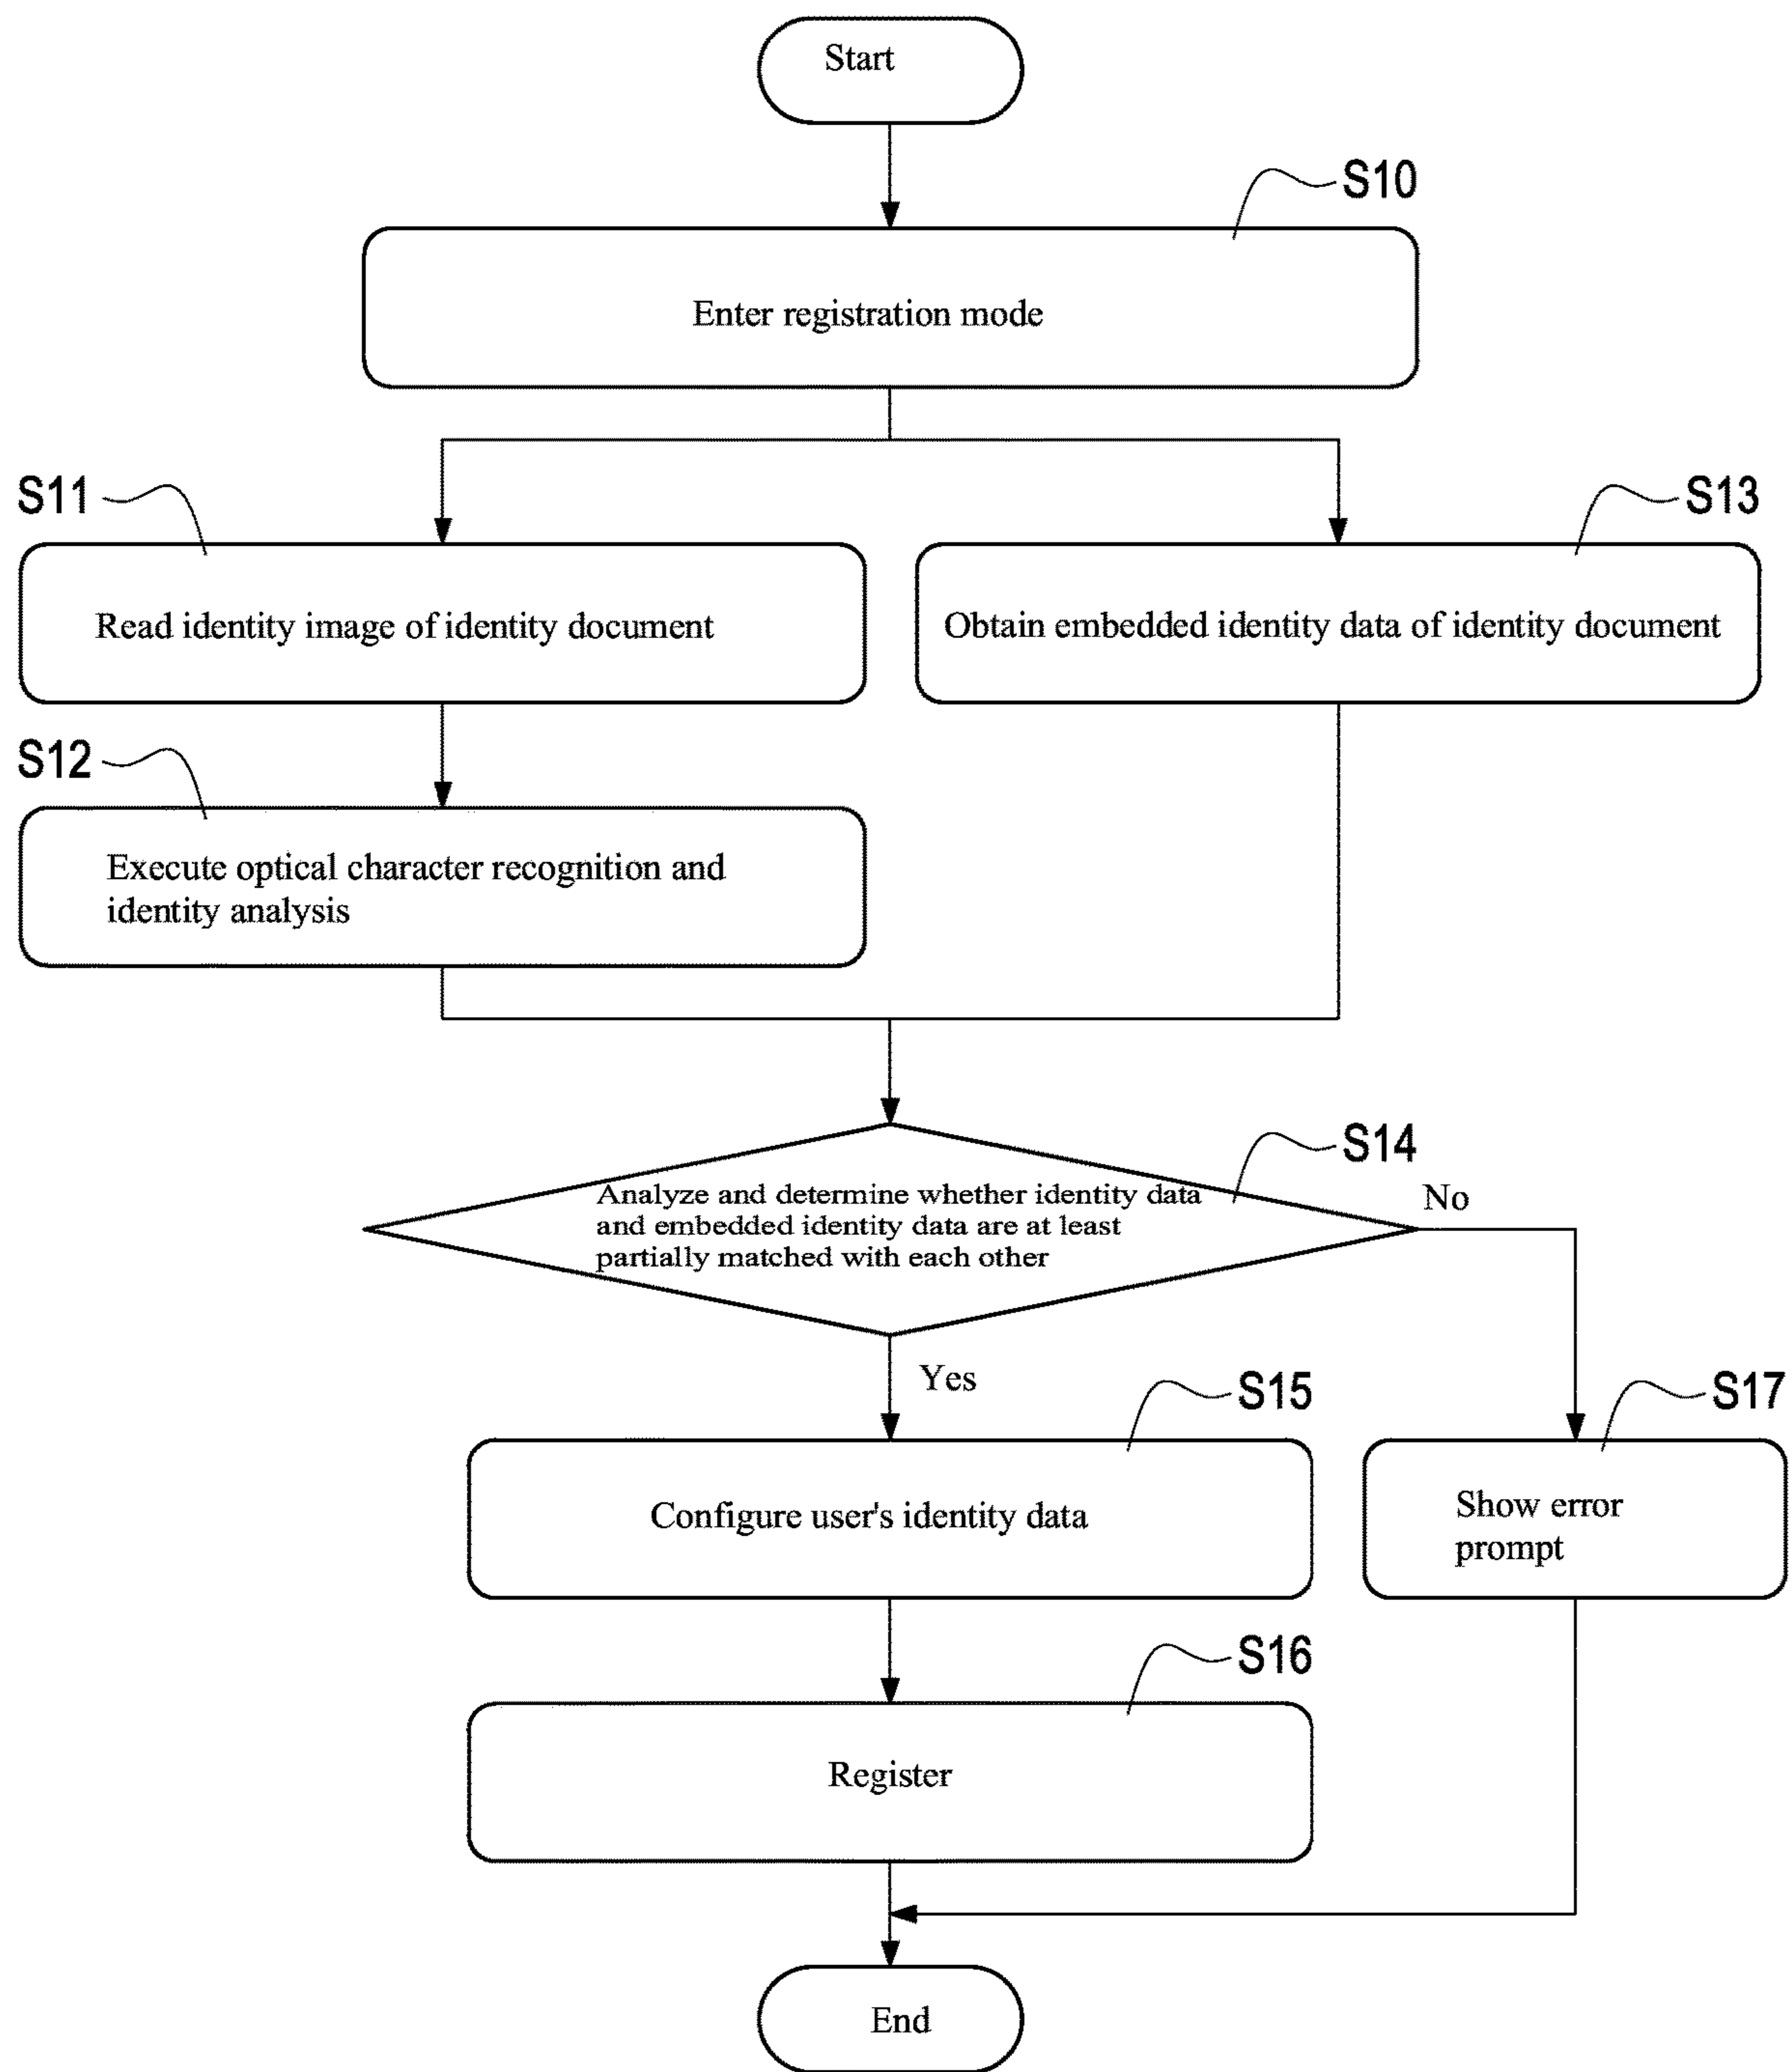 Start
S10
Enter registration mode
S11
S13
Read identity image of identity document
Obtain embedded identity data of identity document
S12
Execute optical character recognition and
identity analysis
S14
Analyze and determine whether identity data
and embedded identity data are at least
partially matched with each other
No
Yes
S15
S17
Configure user's identity data
Show error
prompt
S16
Register
End